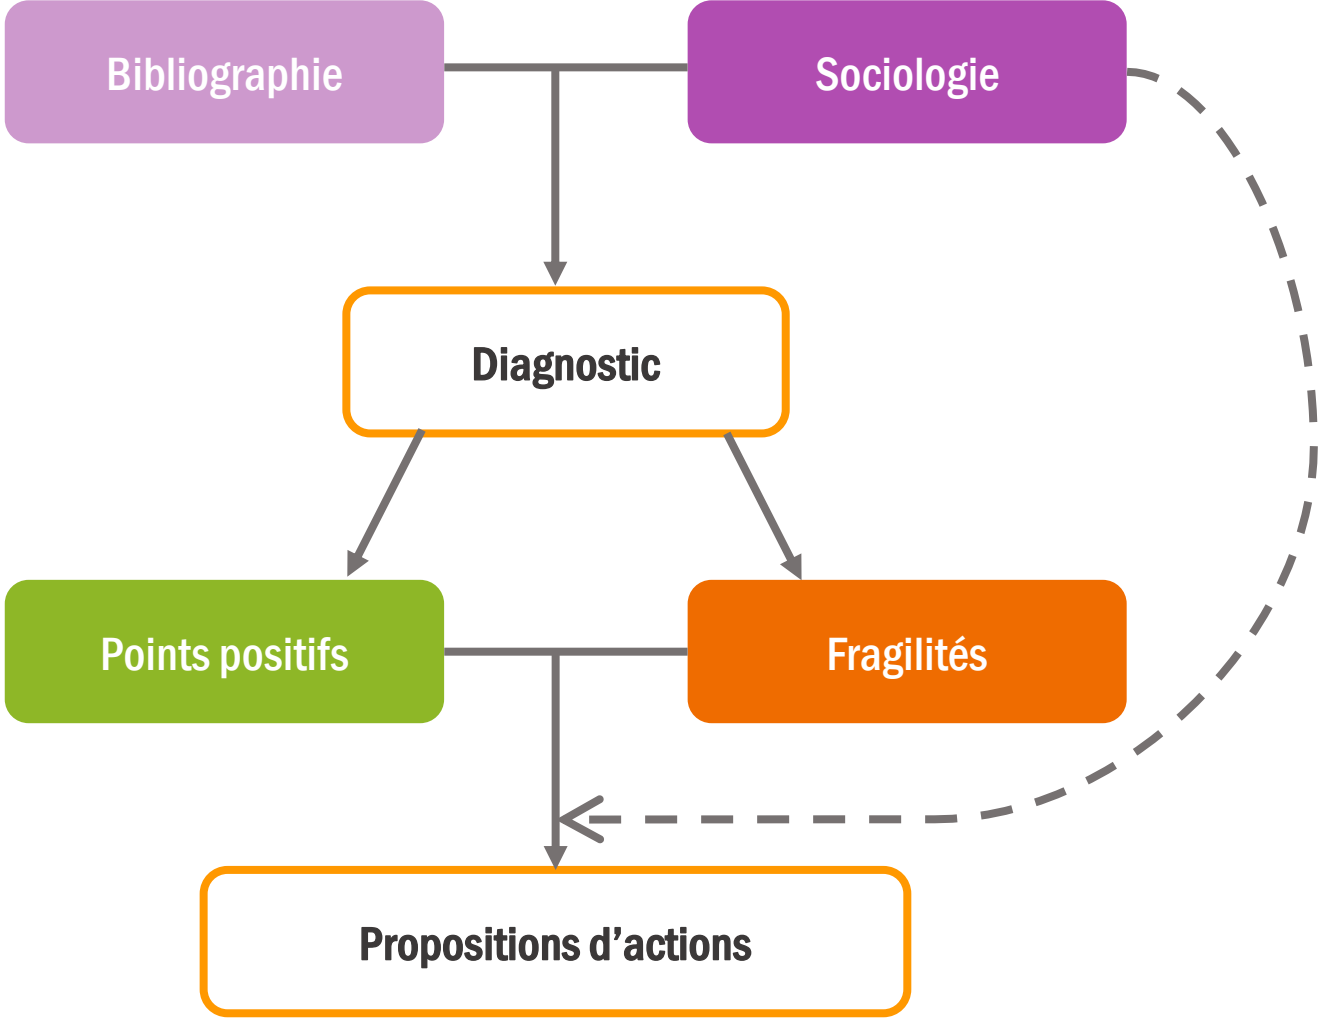 Bibliographie
Sociologie
Diagnostic
Points positifs
Fragilités
Propositions d’actions